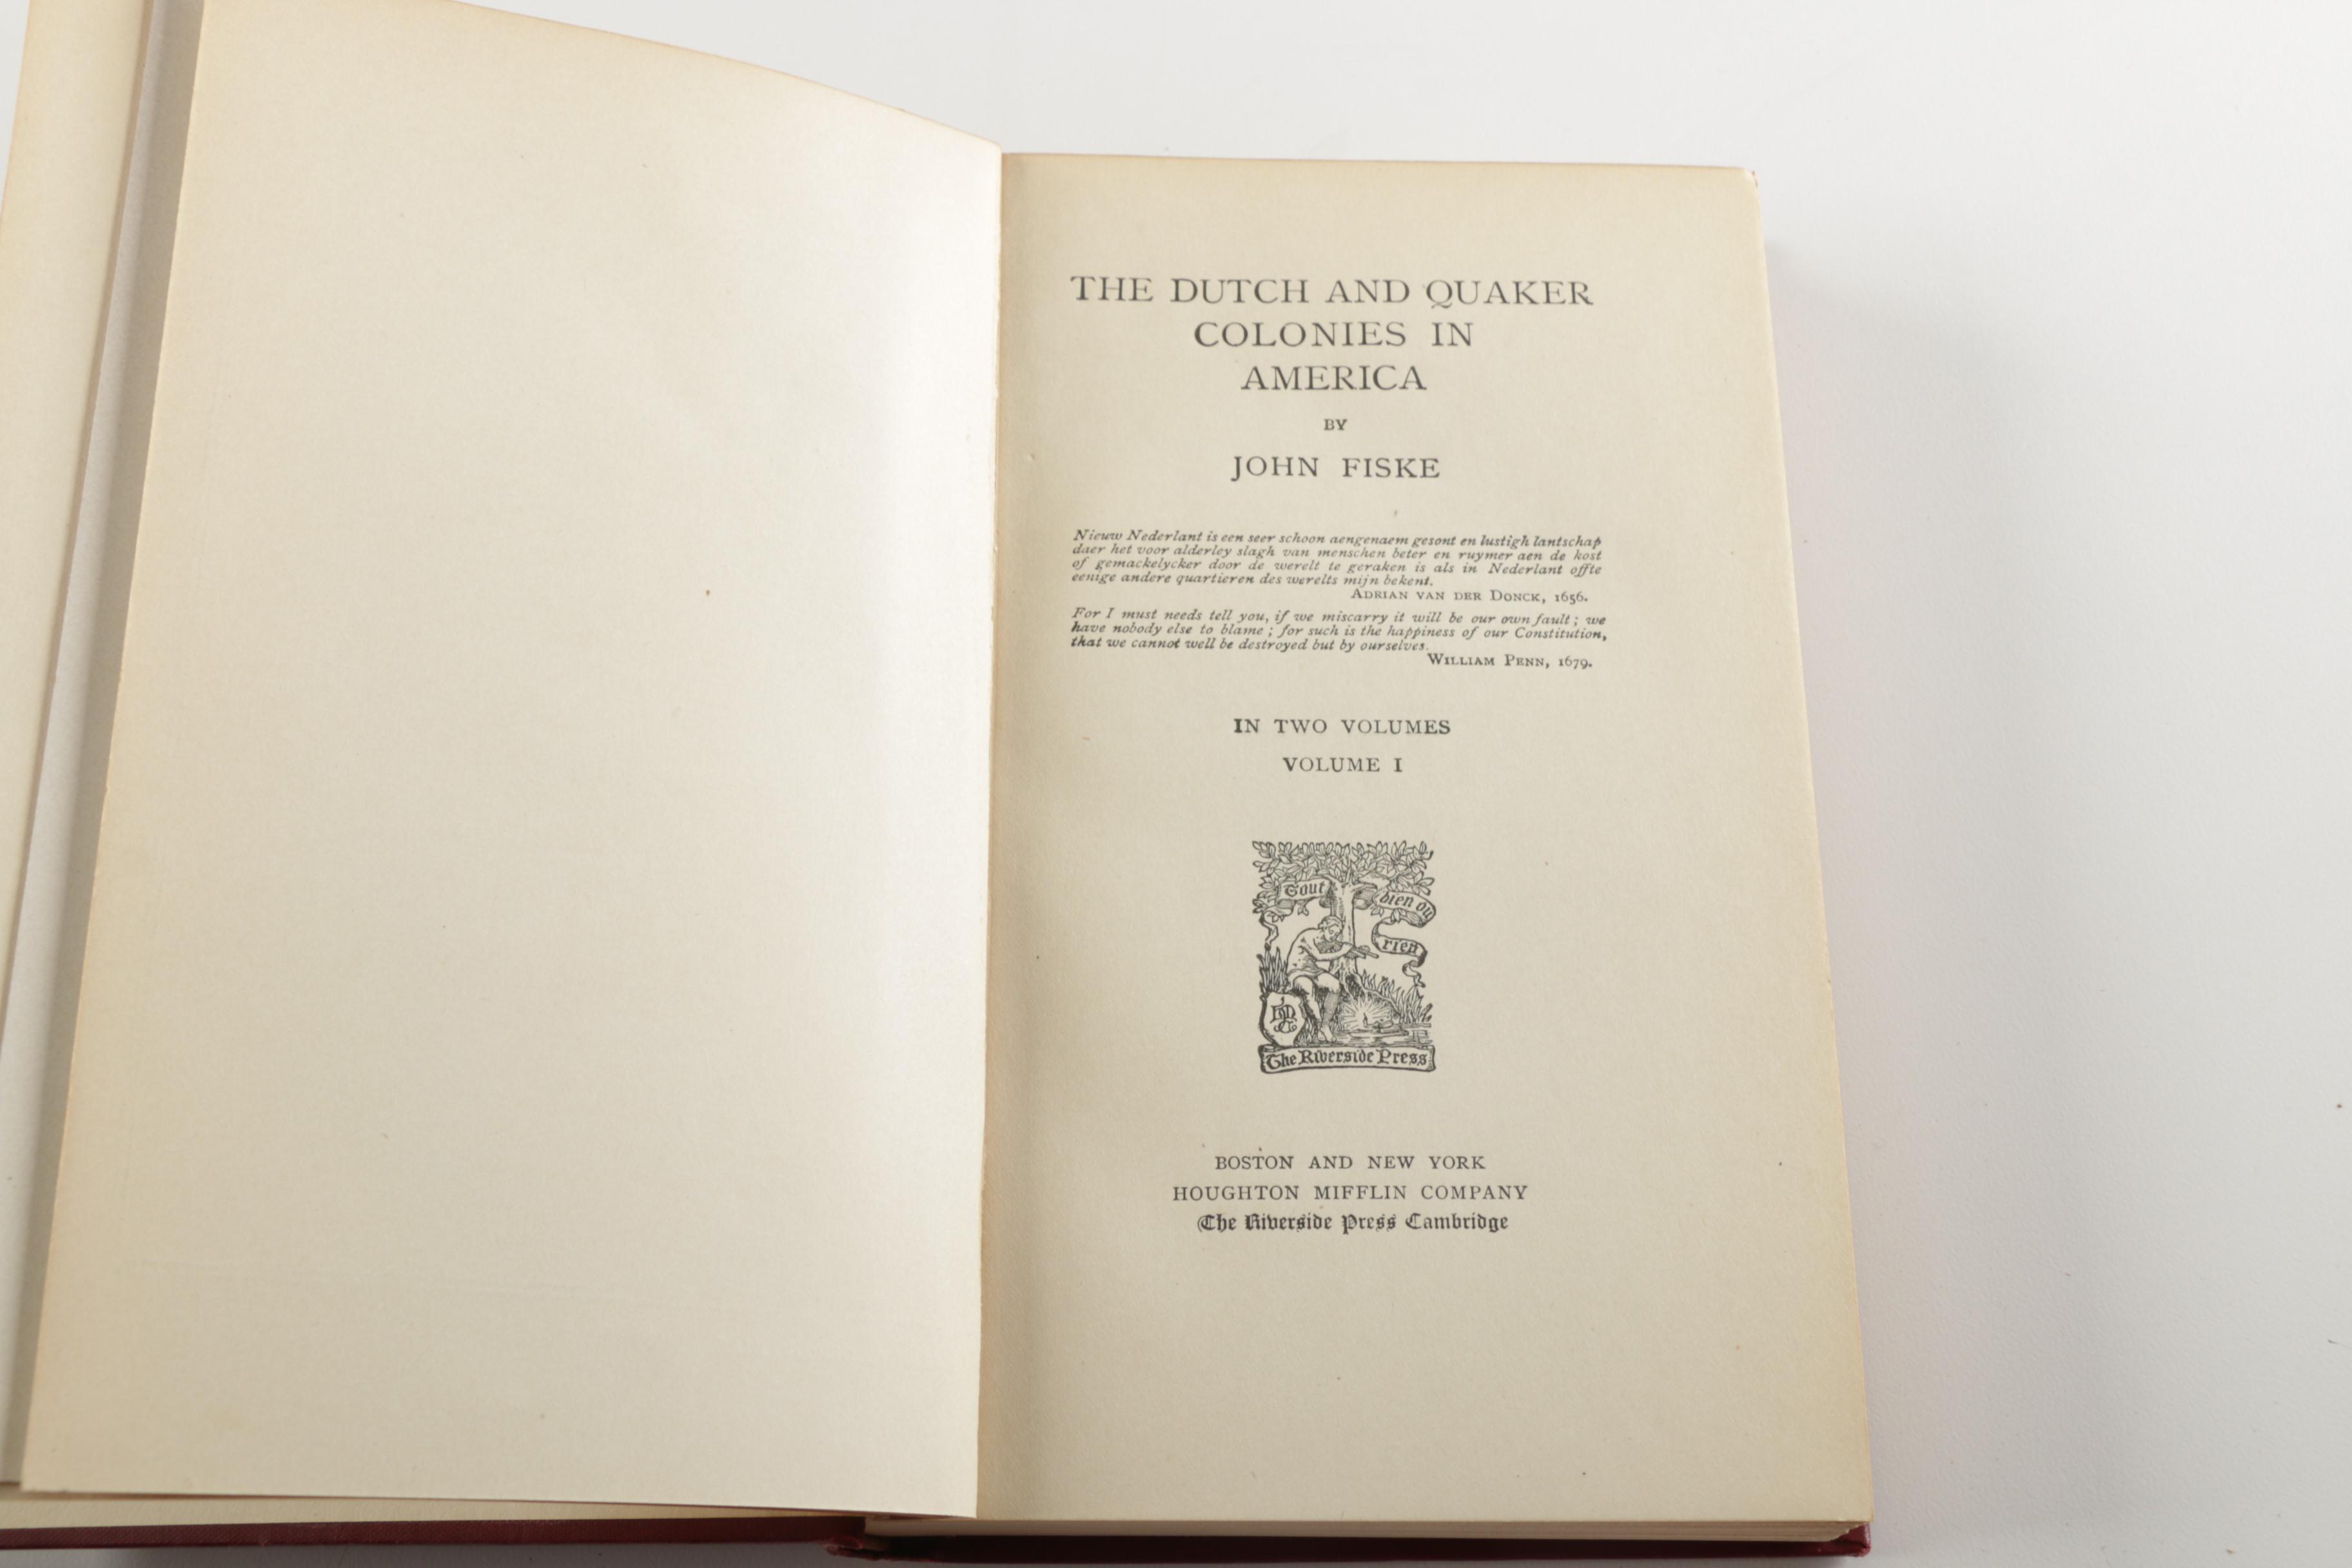 THE DUTCH AND QUAKER
COLONIES IN
AMERICA
BY
JOHN FISKE
Nieuw Nederlant is een seer schoon aengenaem gesont en lustigh lantschap
daer het voor alderley slagh van menschen beter en ruymer aen de kost
of gemackelycker door de werelt te geraken is als in Nederlant offte
eenige andere quartieren des werelts mijn bekent.
ADRIAN VAN DER DONCK, 1656.
For I must needs tell you, if we miscarry it will be our own fault; we
have nobody else to blame; for such is the happiness of our Constitution,
that we cannot well be destroyed but by ourselves.
WILLIAM PENN, 1679.
IN TWO VOLUMES
VOLUME I
Tout
bien ou
rien
The Riverside Press
BOSTON AND NEW YORK
HOUGHTON MIFFLIN COMPANY
The Riverside Press Cambridge